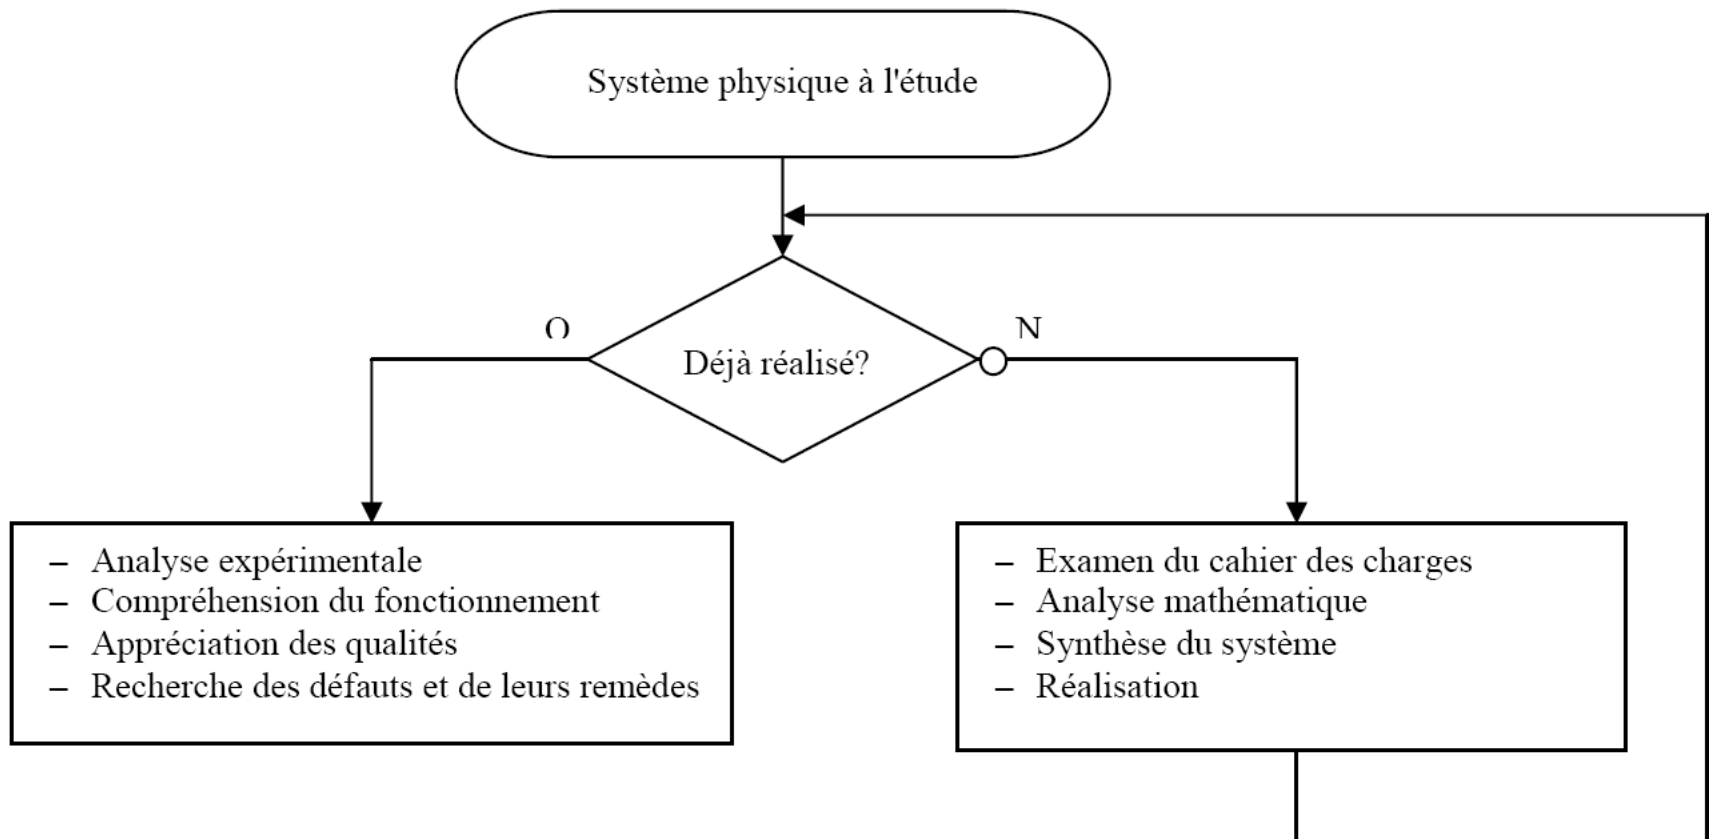 Système physique à l'étude
O
N
Déjà réalisé?
– Analyse expérimentale
– Compréhension du fonctionnement
– Appréciation des qualités
– Recherche des défauts et de leurs remèdes
– Examen du cahier des charges
– Analyse mathématique
– Synthèse du système
– Réalisation